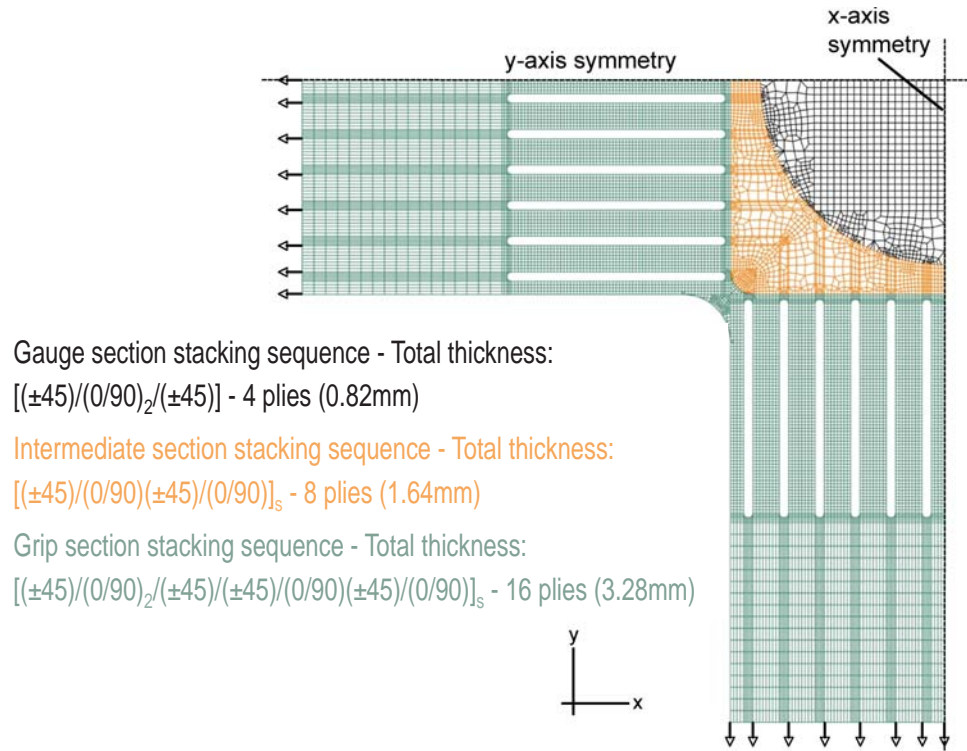 x-axis
symmetry
y-axis symmetry
Gauge section stacking sequence - Total thickness:
[(±45)/(0/90)₂/(±45)] - 4 plies (0.82mm)
Intermediate section stacking sequence - Total thickness:
[(±45)/(0/90)(±45)/(0/90)]ₛ - 8 plies (1.64mm)
Grip section stacking sequence - Total thickness:
[(±45)/(0/90)₂/(±45)/(±45)/(0/90)(±45)/(0/90)]ₛ - 16 plies (3.28mm)
y
x